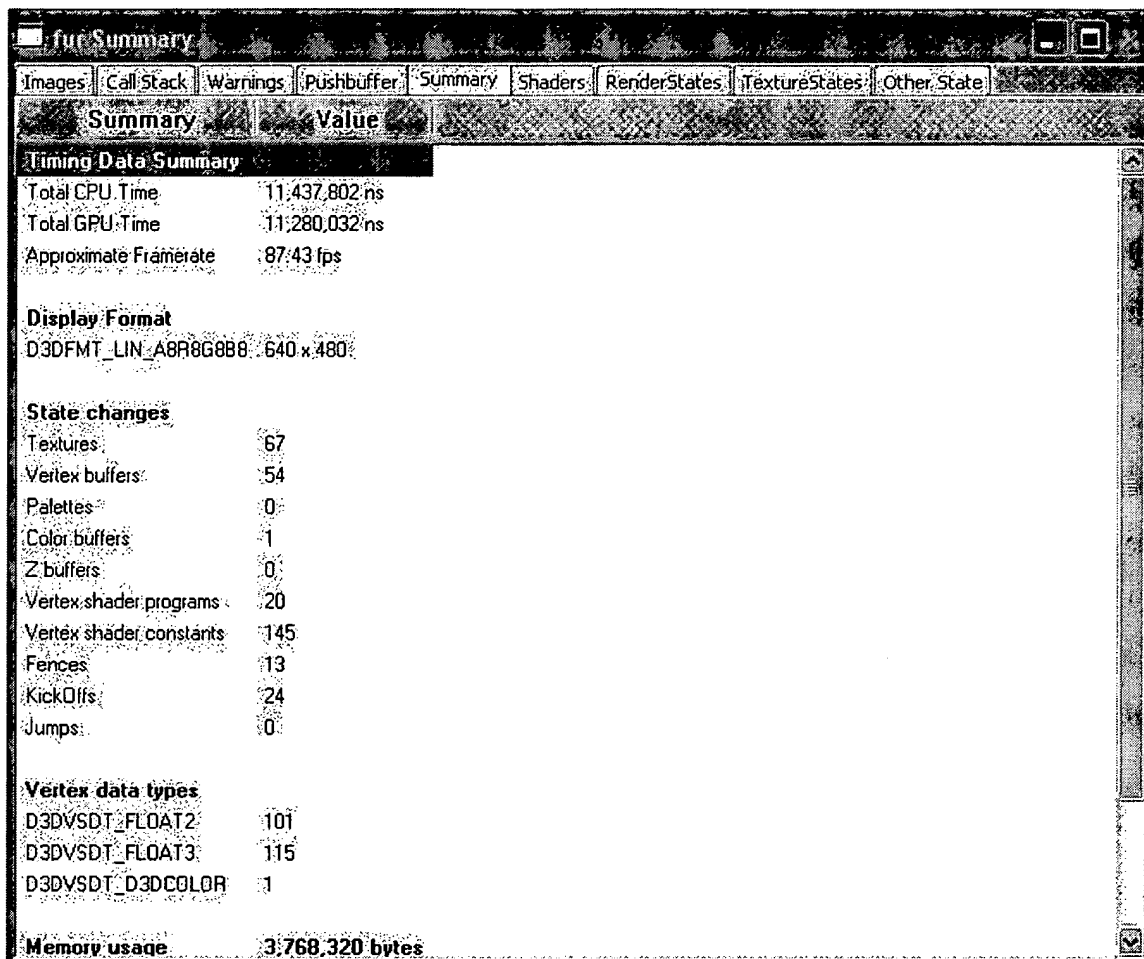 fur Summary
Images Call Stack Warnings Pushbuffer Summary Shaders RenderStates TextureStates Other State
Summary Value
Timing Data Summary
Total CPU Time 11,437,802 ns
Total GPU Time 11,280,032 ns
Approximate Framerate 87.43 fps
Display Format
D3DFMT_LIN_A8R8G8B8 640 x 480
State changes
Textures 67
Vertex buffers 54
Palettes 0
Color buffers 1
Z buffers 0
Vertex shader programs 20
Vertex shader constants 145
Fences 13
KickOffs 24
Jumps 0
Vertex data types
D3DVSDT_FLOAT2 101
D3DVSDT_FLOAT3 115
D3DVSDT_D3DCOLOR 1
Memory usage 3,768,320 bytes